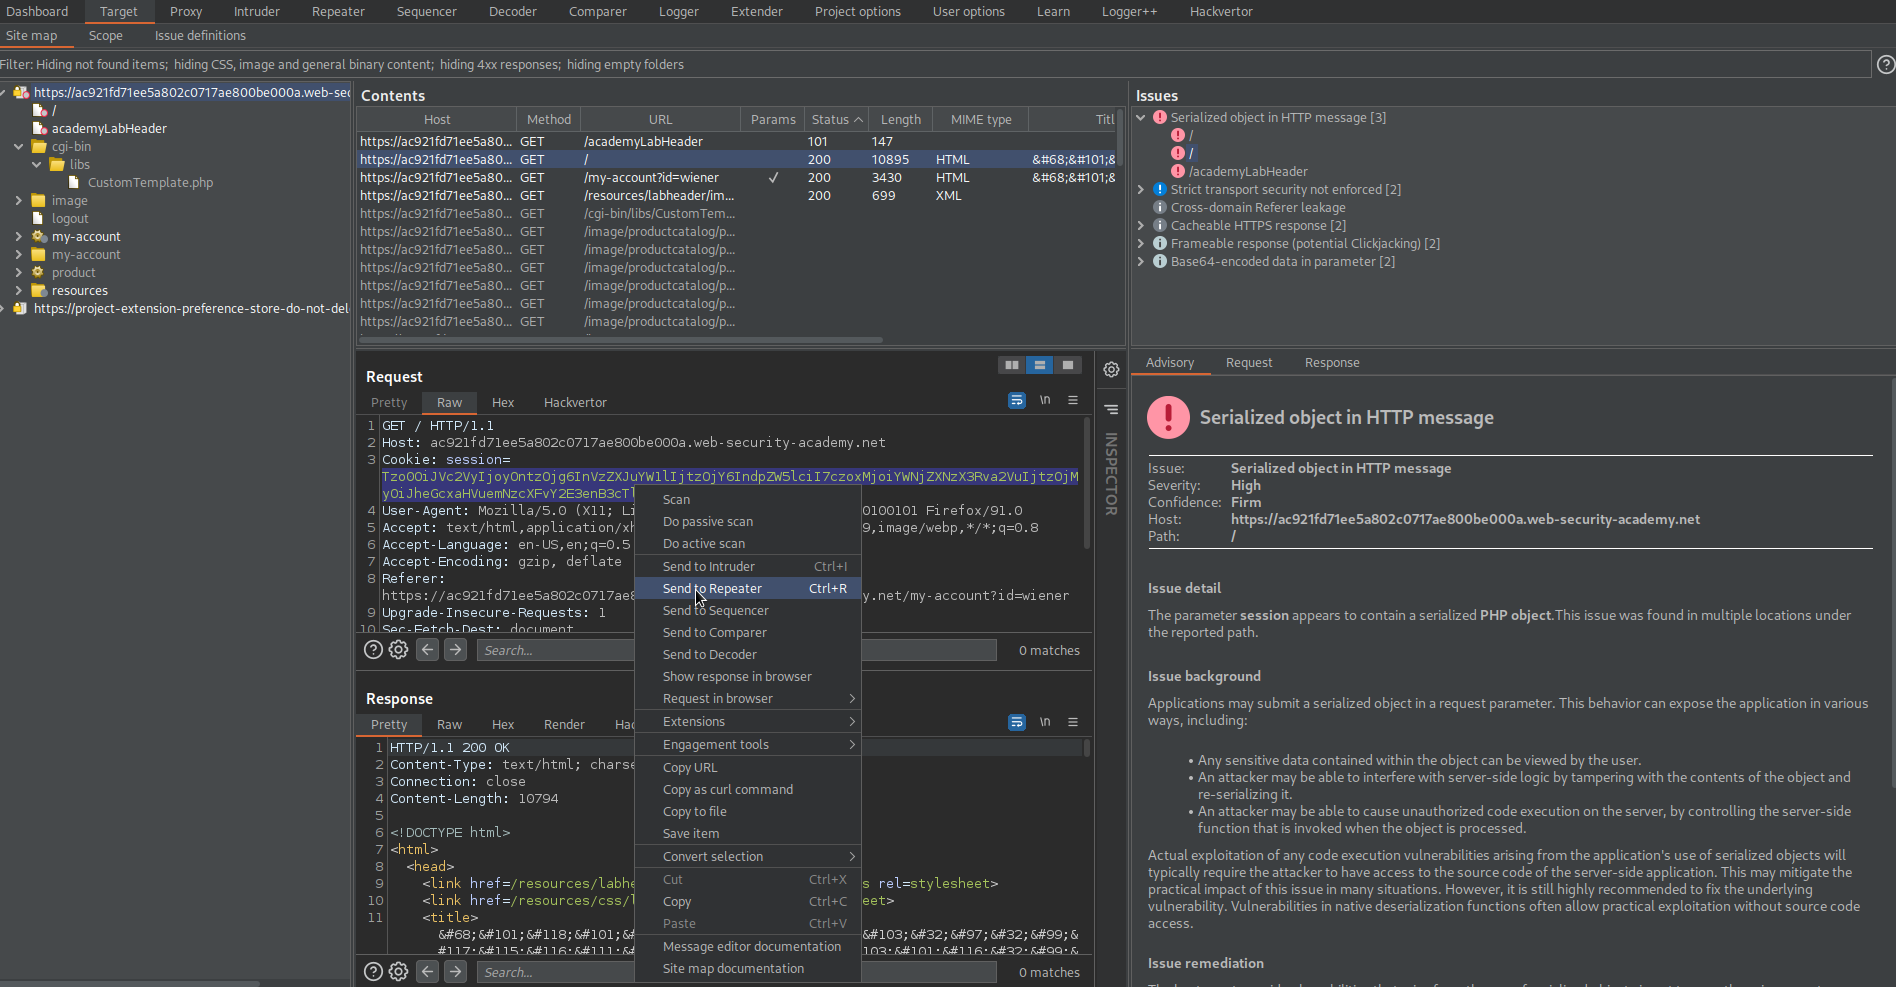 Dashboard Target Proxy Intruder Repeater Sequencer Decoder Comparer Logger Extender Project options User options Learn Logger++ Hackvertor
Site map Scope Issue definitions
Filter: Hiding not found items; hiding CSS, image and general binary content; hiding 4xx responses; hiding empty folders
https://ac921fd71ee5a802c0717ae800be000a.web-sec
/
academyLabHeader
cgi-bin
libs
CustomTemplate.php
image
logout
my-account
my-account
product
resources
https://project-extension-preference-store-do-not-del
Contents
Host Method URL Params Status Length MIME type Titl
https://ac921fd71ee5a80... GET /academyLabHeader 101 147
https://ac921fd71ee5a80... GET / 200 10895 HTML &#68;&#101;&
https://ac921fd71ee5a80... GET /my-account?id=wiener ✓ 200 3430 HTML &#68;&#101;&
https://ac921fd71ee5a80... GET /resources/labheader/im... 200 699 XML
https://ac921fd71ee5a80... GET /cgi-bin/libs/CustomTem...
https://ac921fd71ee5a80... GET /image/productcatalog/p...
https://ac921fd71ee5a80... GET /image/productcatalog/p...
https://ac921fd71ee5a80... GET /image/productcatalog/p...
https://ac921fd71ee5a80... GET /image/productcatalog/p...
https://ac921fd71ee5a80... GET /image/productcatalog/p...
https://ac921fd71ee5a80... GET /image/productcatalog/p...
Request
Pretty Raw Hex Hackvertor \n
1 GET / HTTP/1.1
2 Host: ac921fd71ee5a802c0717ae800be000a.web-security-academy.net
3 Cookie: session=
4 User-Agent: Mozilla/5.0 (X11; Li 0100101 Firefox/91.0
5 Accept: text/html,application/xh 9,image/webp,*/*;q=0.8
6 Accept-Language: en-US,en;q=0.5
7 Accept-Encoding: gzip, deflate
8 Referer:
https://ac921fd71ee5a802c0717ae8 y.net/my-account?id=wiener
9 Upgrade-Insecure-Requests: 1
10 Sec-Fetch-Dest: document
Search... 0 matches
INSPECTOR
Scan
Do passive scan
Do active scan
Send to Intruder Ctrl+I
Send to Repeater Ctrl+R
Send to Sequencer
Send to Comparer
Send to Decoder
Show response in browser
Request in browser
Extensions
Engagement tools
Copy URL
Copy as curl command
Copy to file
Save item
Convert selection
Cut Ctrl+X
Copy Ctrl+C
Paste Ctrl+V
Message editor documentation
Site map documentation
Response
Pretty Raw Hex Render Hac \n
1 HTTP/1.1 200 OK
2 Content-Type: text/html; charse
3 Connection: close
4 Content-Length: 10794
5
6 <!DOCTYPE html>
7 <html>
8 <head>
9 <link href=/resources/labhe s rel=stylesheet>
10 <link href=/resources/css/l eet>
11 <title>
&#68;&#101;&#118;&#101;& &#103;&#32;&#97;&#32;&#99;&
Search... 0 matches
Issues
Serialized object in HTTP message [3]
/
/
/academyLabHeader
Strict transport security not enforced [2]
Cross-domain Referer leakage
Cacheable HTTPS response [2]
Frameable response (potential Clickjacking) [2]
Base64-encoded data in parameter [2]
Advisory Request Response
Serialized object in HTTP message
Issue: Serialized object in HTTP message
Severity: High
Confidence: Firm
Host: https://ac921fd71ee5a802c0717ae800be000a.web-security-academy.net
Path: /
Issue detail
The parameter session appears to contain a serialized PHP object.This issue was found in multiple locations under
the reported path.
Issue background
Applications may submit a serialized object in a request parameter. This behavior can expose the application in various
ways, including:
• Any sensitive data contained within the object can be viewed by the user.
• An attacker may be able to interfere with server-side logic by tampering with the contents of the object and
re-serializing it.
• An attacker may be able to cause unauthorized code execution on the server, by controlling the server-side
function that is invoked when the object is processed.
Actual exploitation of any code execution vulnerabilities arising from the application's use of serialized objects will
typically require the attacker to have access to the source code of the server-side application. This may mitigate the
practical impact of this issue in many situations. However, it is still highly recommended to fix the underlying
vulnerability. Vulnerabilities in native deserialization functions often allow practical exploitation without source code
access.
Issue remediation